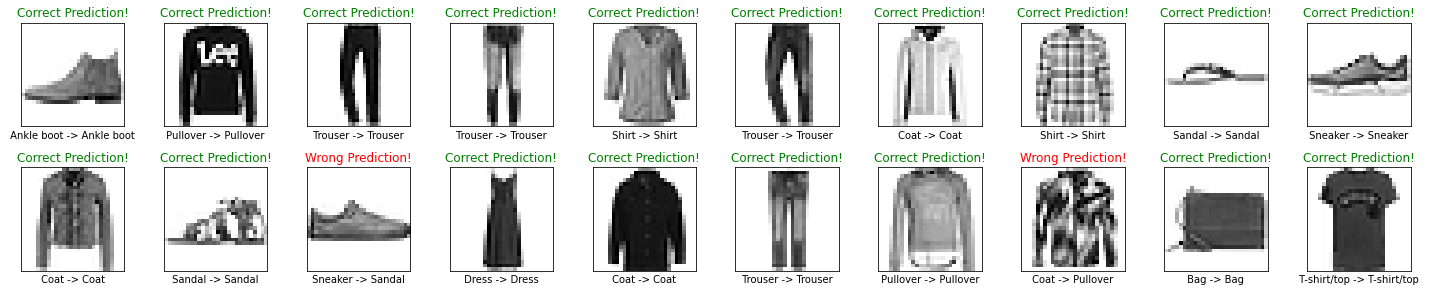 Correct Prediction! Correct Prediction! Correct Prediction! Correct Prediction! Correct Prediction! Correct Prediction! Correct Prediction! Correct Prediction! Correct Prediction! Correct Prediction!
Lee
Ankle boot -> Ankle boot Pullover -> Pullover Trouser -> Trouser Trouser -> Trouser Shirt -> Shirt Trouser -> Trouser Coat -> Coat Shirt -> Shirt Sandal -> Sandal Sneaker -> Sneaker
Correct Prediction! Correct Prediction! Wrong Prediction! Correct Prediction! Correct Prediction! Correct Prediction! Correct Prediction! Wrong Prediction! Correct Prediction! Correct Prediction!
Coat -> Coat Sandal -> Sandal Sneaker -> Sandal Dress -> Dress Coat -> Coat Trouser -> Trouser Pullover -> Pullover Coat -> Pullover Bag -> Bag T-shirt/top -> T-shirt/top